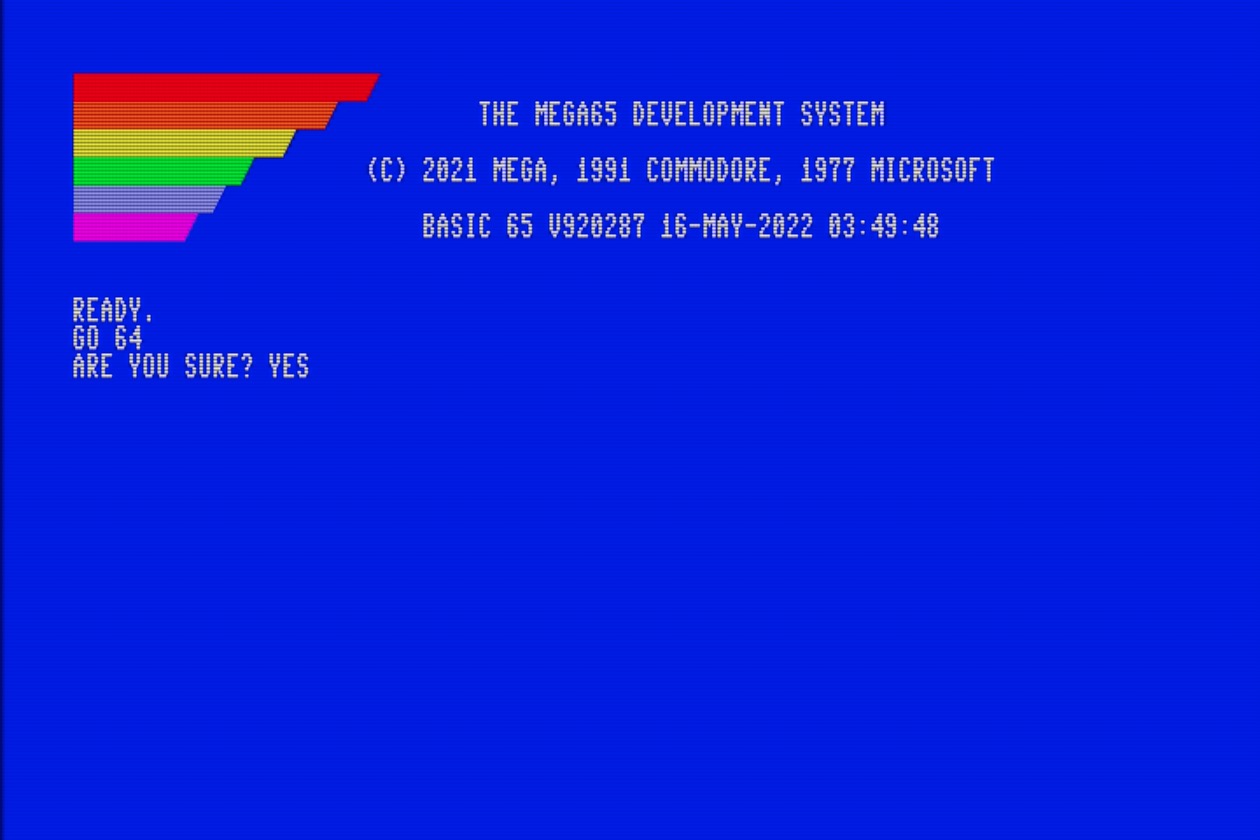 THE MEGA65 DEVELOPMENT SYSTEM
(C) 2021 MEGA, 1991 COMMODORE, 1977 MICROSOFT
BASIC 65 V920287 16-MAY-2022 03:49:48
READY.
GO 64
ARE YOU SURE? YES